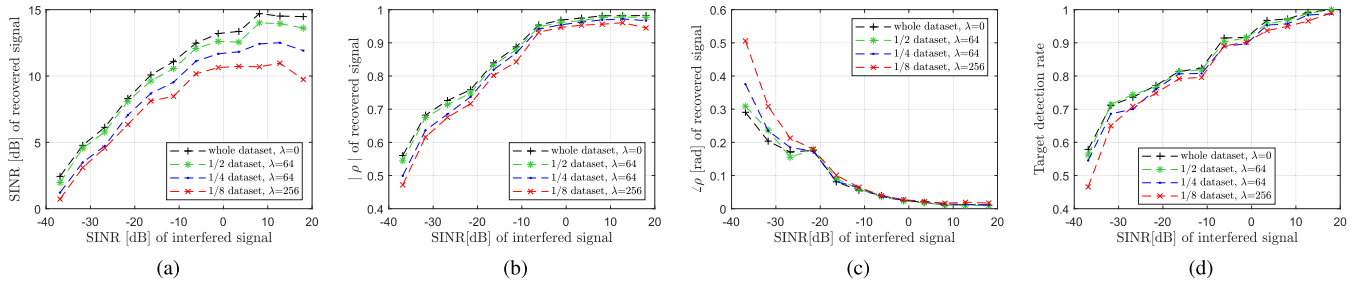 SINR [dB] of recovered signal
15
10
5
0
-40 -30 -20 -10 0 10 20
SINR [dB] of interfered signal
whole dataset, λ=0
1/2 dataset, λ=64
1/4 dataset, λ=64
1/8 dataset, λ=256
(a)
| ρ | of recovered signal
1
0.9
0.8
0.7
0.6
0.5
0.4
-40 -30 -20 -10 0 10 20
SINR[dB] of interfered signal
whole dataset, λ=0
1/2 dataset, λ=64
1/4 dataset, λ=64
1/8 dataset, λ=256
(b)
∠ρ [rad] of recovered signal
0.6
0.5
0.4
0.3
0.2
0.1
0
-40 -30 -20 -10 0 10 20
SINR[dB] of interfered signal
whole dataset, λ=0
1/2 dataset, λ=64
1/4 dataset, λ=64
1/8 dataset, λ=256
(c)
Target detection rate
1
0.9
0.8
0.7
0.6
0.5
0.4
-40 -30 -20 -10 0 10 20
SINR[dB] of interfered signal
whole dataset, λ=0
1/2 dataset, λ=64
1/4 dataset, λ=64
1/8 dataset, λ=256
(d)